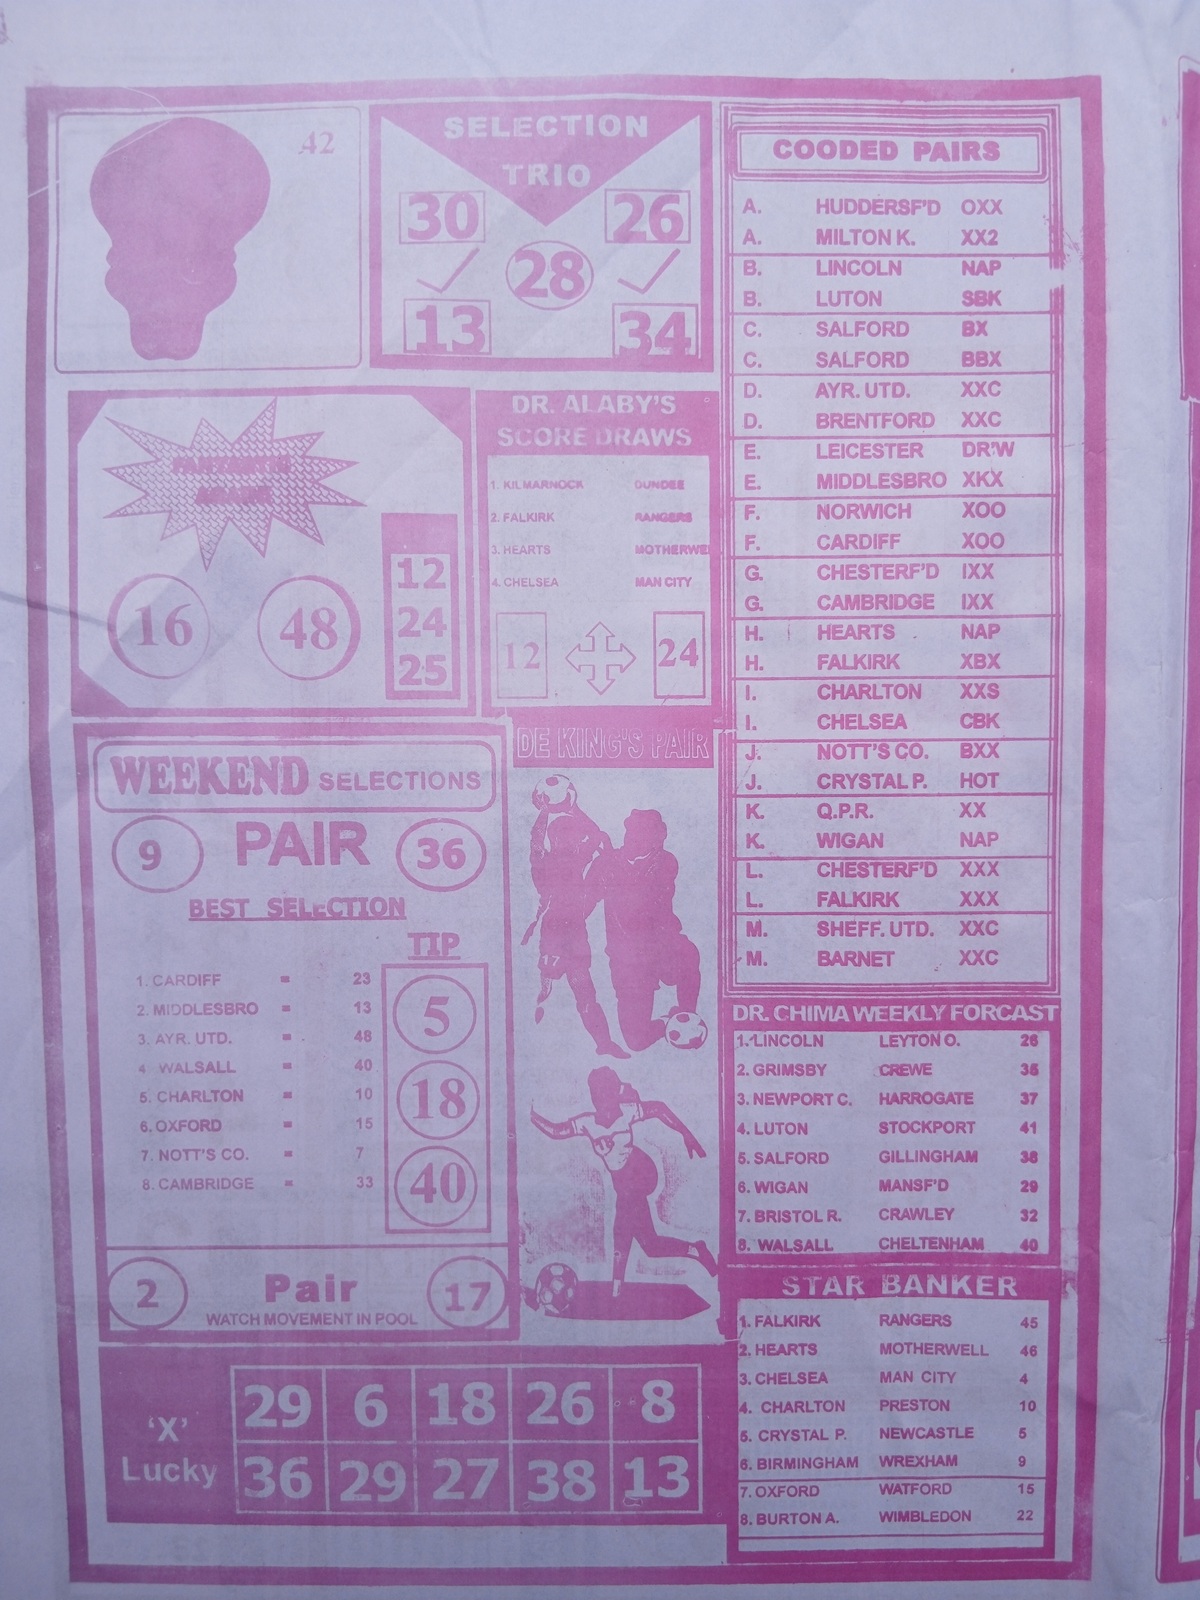 42
SELECTION
TRIO
30 26
28
13 34
12
24
25
16 48
DR. ALABY'S
SCORE DRAWS
1. KILMARNOCK DUNDEE
2. FALKIRK RANGERS
3. HEARTS MOTHERWE
4. CHELSEA MAN CITY
12 24
WEEKEND SELECTIONS
9 PAIR 36
BEST SELECTION
TIP
1. CARDIFF = 23
2. MIDDLESBRO = 13
3. AYR. UTD. = 48
4. WALSALL = 40
5. CHARLTON = 10
6. OXFORD = 15
7. NOTT'S CO. = 7
8. CAMBRIDGE = 33
5
18
40
2 Pair 17
WATCH MOVEMENT IN POOL
DE KING'S PAIR
17
'X'
Lucky
29 6 18 26 8
36 29 27 38 13
COODED PAIRS
A. HUDDERSF'D OXX
A. MILTON K. XX2
B. LINCOLN NAP
B. LUTON SBK
C. SALFORD BX
C. SALFORD BBX
D. AYR. UTD. XXC
D. BRENTFORD XXC
E. LEICESTER DR'W
E. MIDDLESBRO XKX
F. NORWICH XOO
F. CARDIFF XOO
G. CHESTERF'D IXX
G. CAMBRIDGE IXX
H. HEARTS NAP
H. FALKIRK XBX
I. CHARLTON XXS
I. CHELSEA CBK
J. NOTT'S CO. BXX
J. CRYSTAL P. HOT
K. Q.P.R. XX
K. WIGAN NAP
L. CHESTERF'D XXX
L. FALKIRK XXX
M. SHEFF. UTD. XXC
M. BARNET XXC
DR. CHIMA WEEKLY FORCAST
1. LINCOLN LEYTON O. 26
2. GRIMSBY CREWE 35
3. NEWPORT C. HARROGATE 37
4. LUTON STOCKPORT 41
5. SALFORD GILLINGHAM 38
6. WIGAN MANSF'D 29
7. BRISTOL R. CRAWLEY 32
8. WALSALL CHELTENHAM 40
STAR BANKER
1. FALKIRK RANGERS 45
2. HEARTS MOTHERWELL 46
3. CHELSEA MAN CITY 4
4. CHARLTON PRESTON 10
5. CRYSTAL P. NEWCASTLE 5
6. BIRMINGHAM WREXHAM 9
7. OXFORD WATFORD 15
8. BURTON A. WIMBLEDON 22